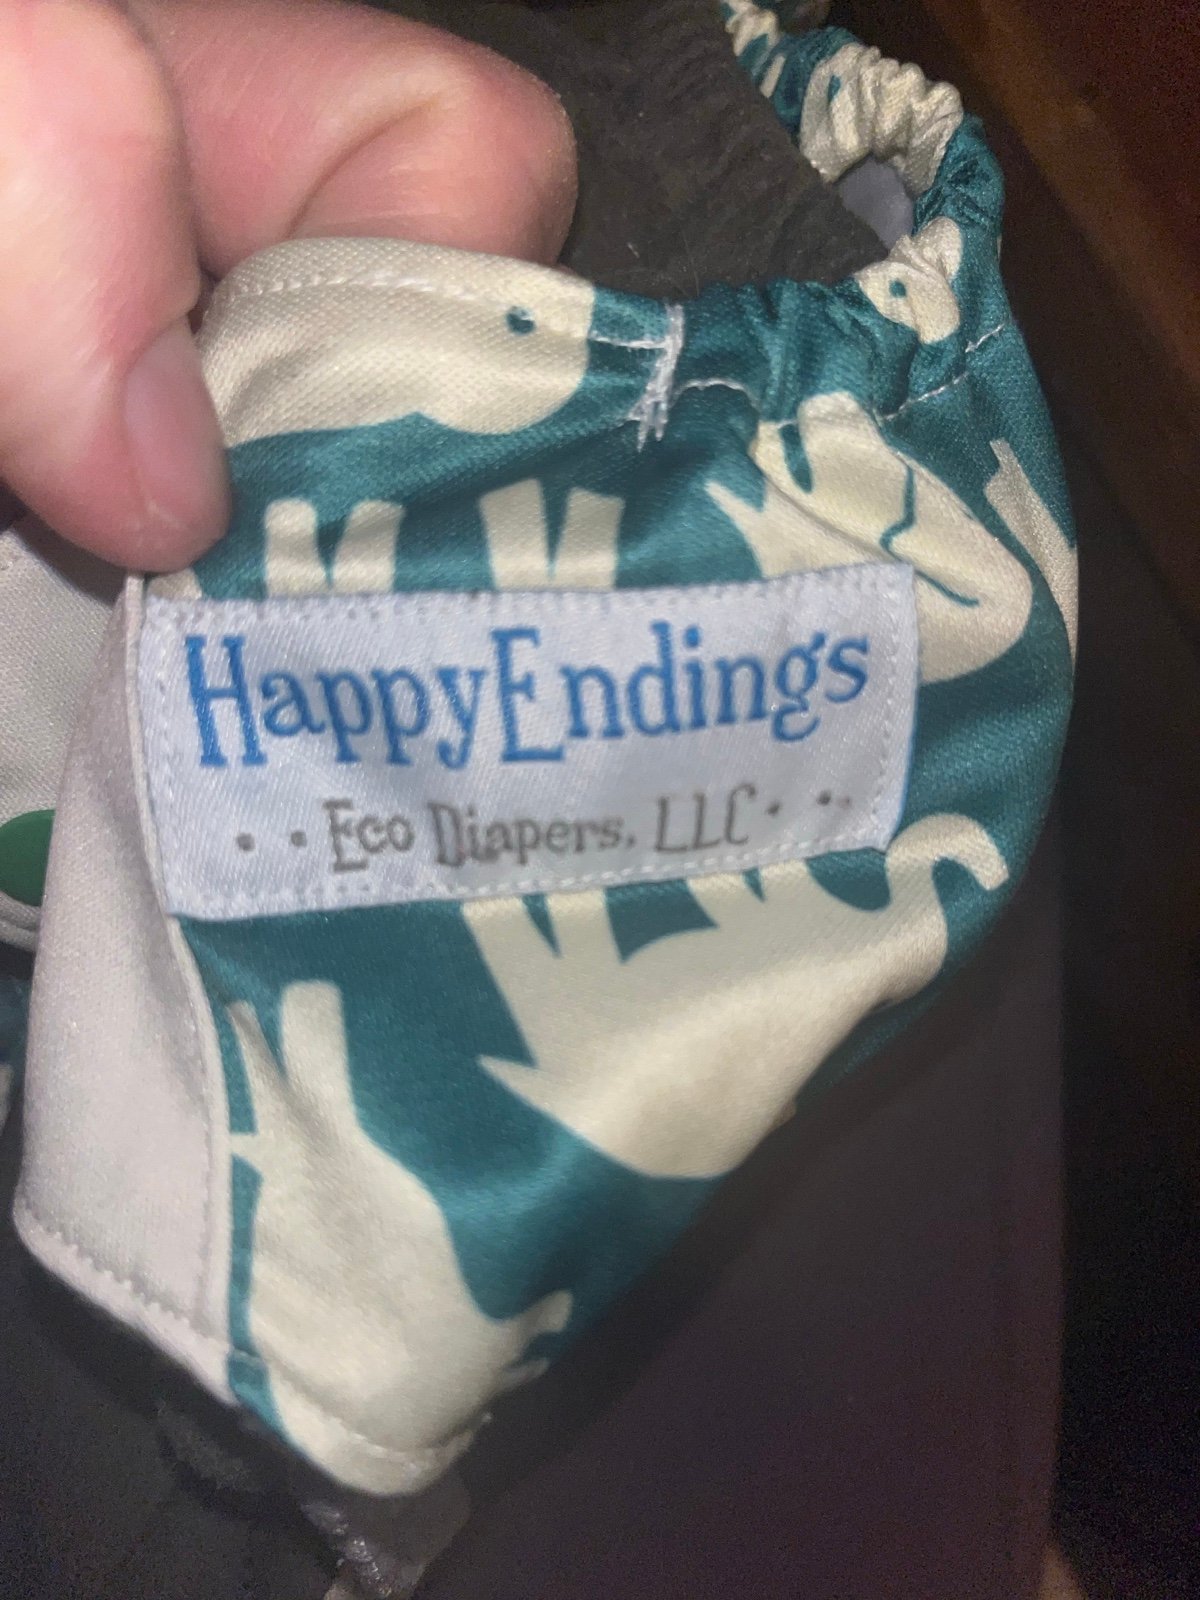 HappyEndings
• • Eco Diapers, LLC • • •